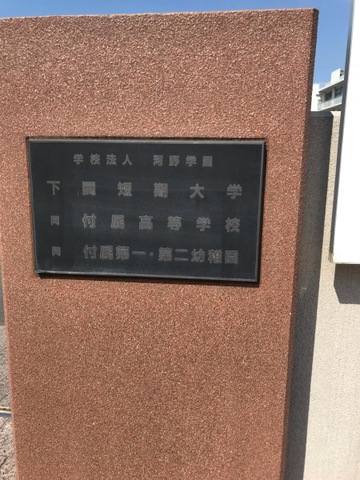 学校法人 河野学園
下関短期大学
同 付属高等学校
同 付属第一・第二幼稚園